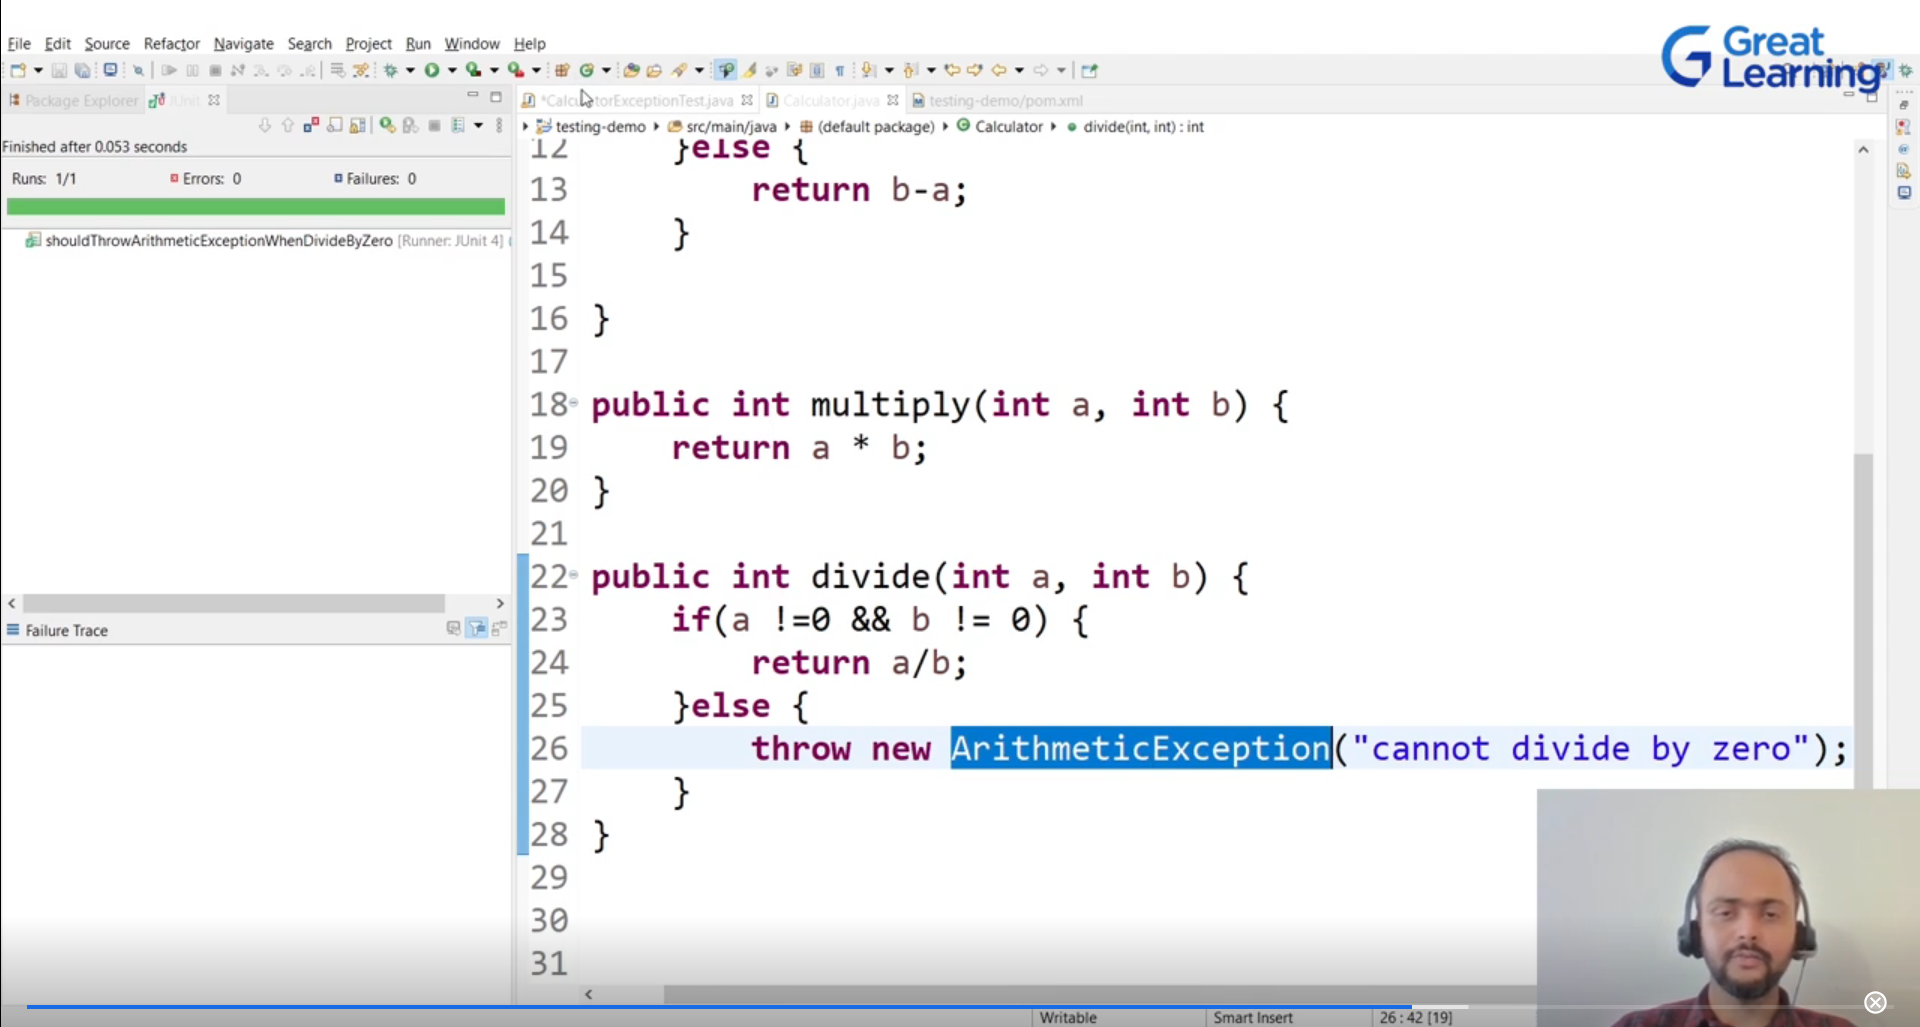 File Edit Source Refactor Navigate Search Project Run Window Help
Great Learning
Package Explorer JUnit
*CalculatorExceptionTest.java Calculator.java testing-demo/pom.xml
testing-demo src/main/java (default package) Calculator divide(int, int) : int
Finished after 0.053 seconds
Runs: 1/1 Errors: 0 Failures: 0
shouldThrowArithmeticExceptionWhenDivideByZero [Runner: JUnit 4]
Failure Trace
12 }else {
13 return b-a;
14 }
15
16 }
17
18 public int multiply(int a, int b) {
19 return a * b;
20 }
21
22 public int divide(int a, int b) {
23 if(a !=0 && b != 0) {
24 return a/b;
25 }else {
26 throw new ArithmeticException("cannot divide by zero");
27 }
28 }
29
30
31
Writable Smart Insert 26 : 42 [19]